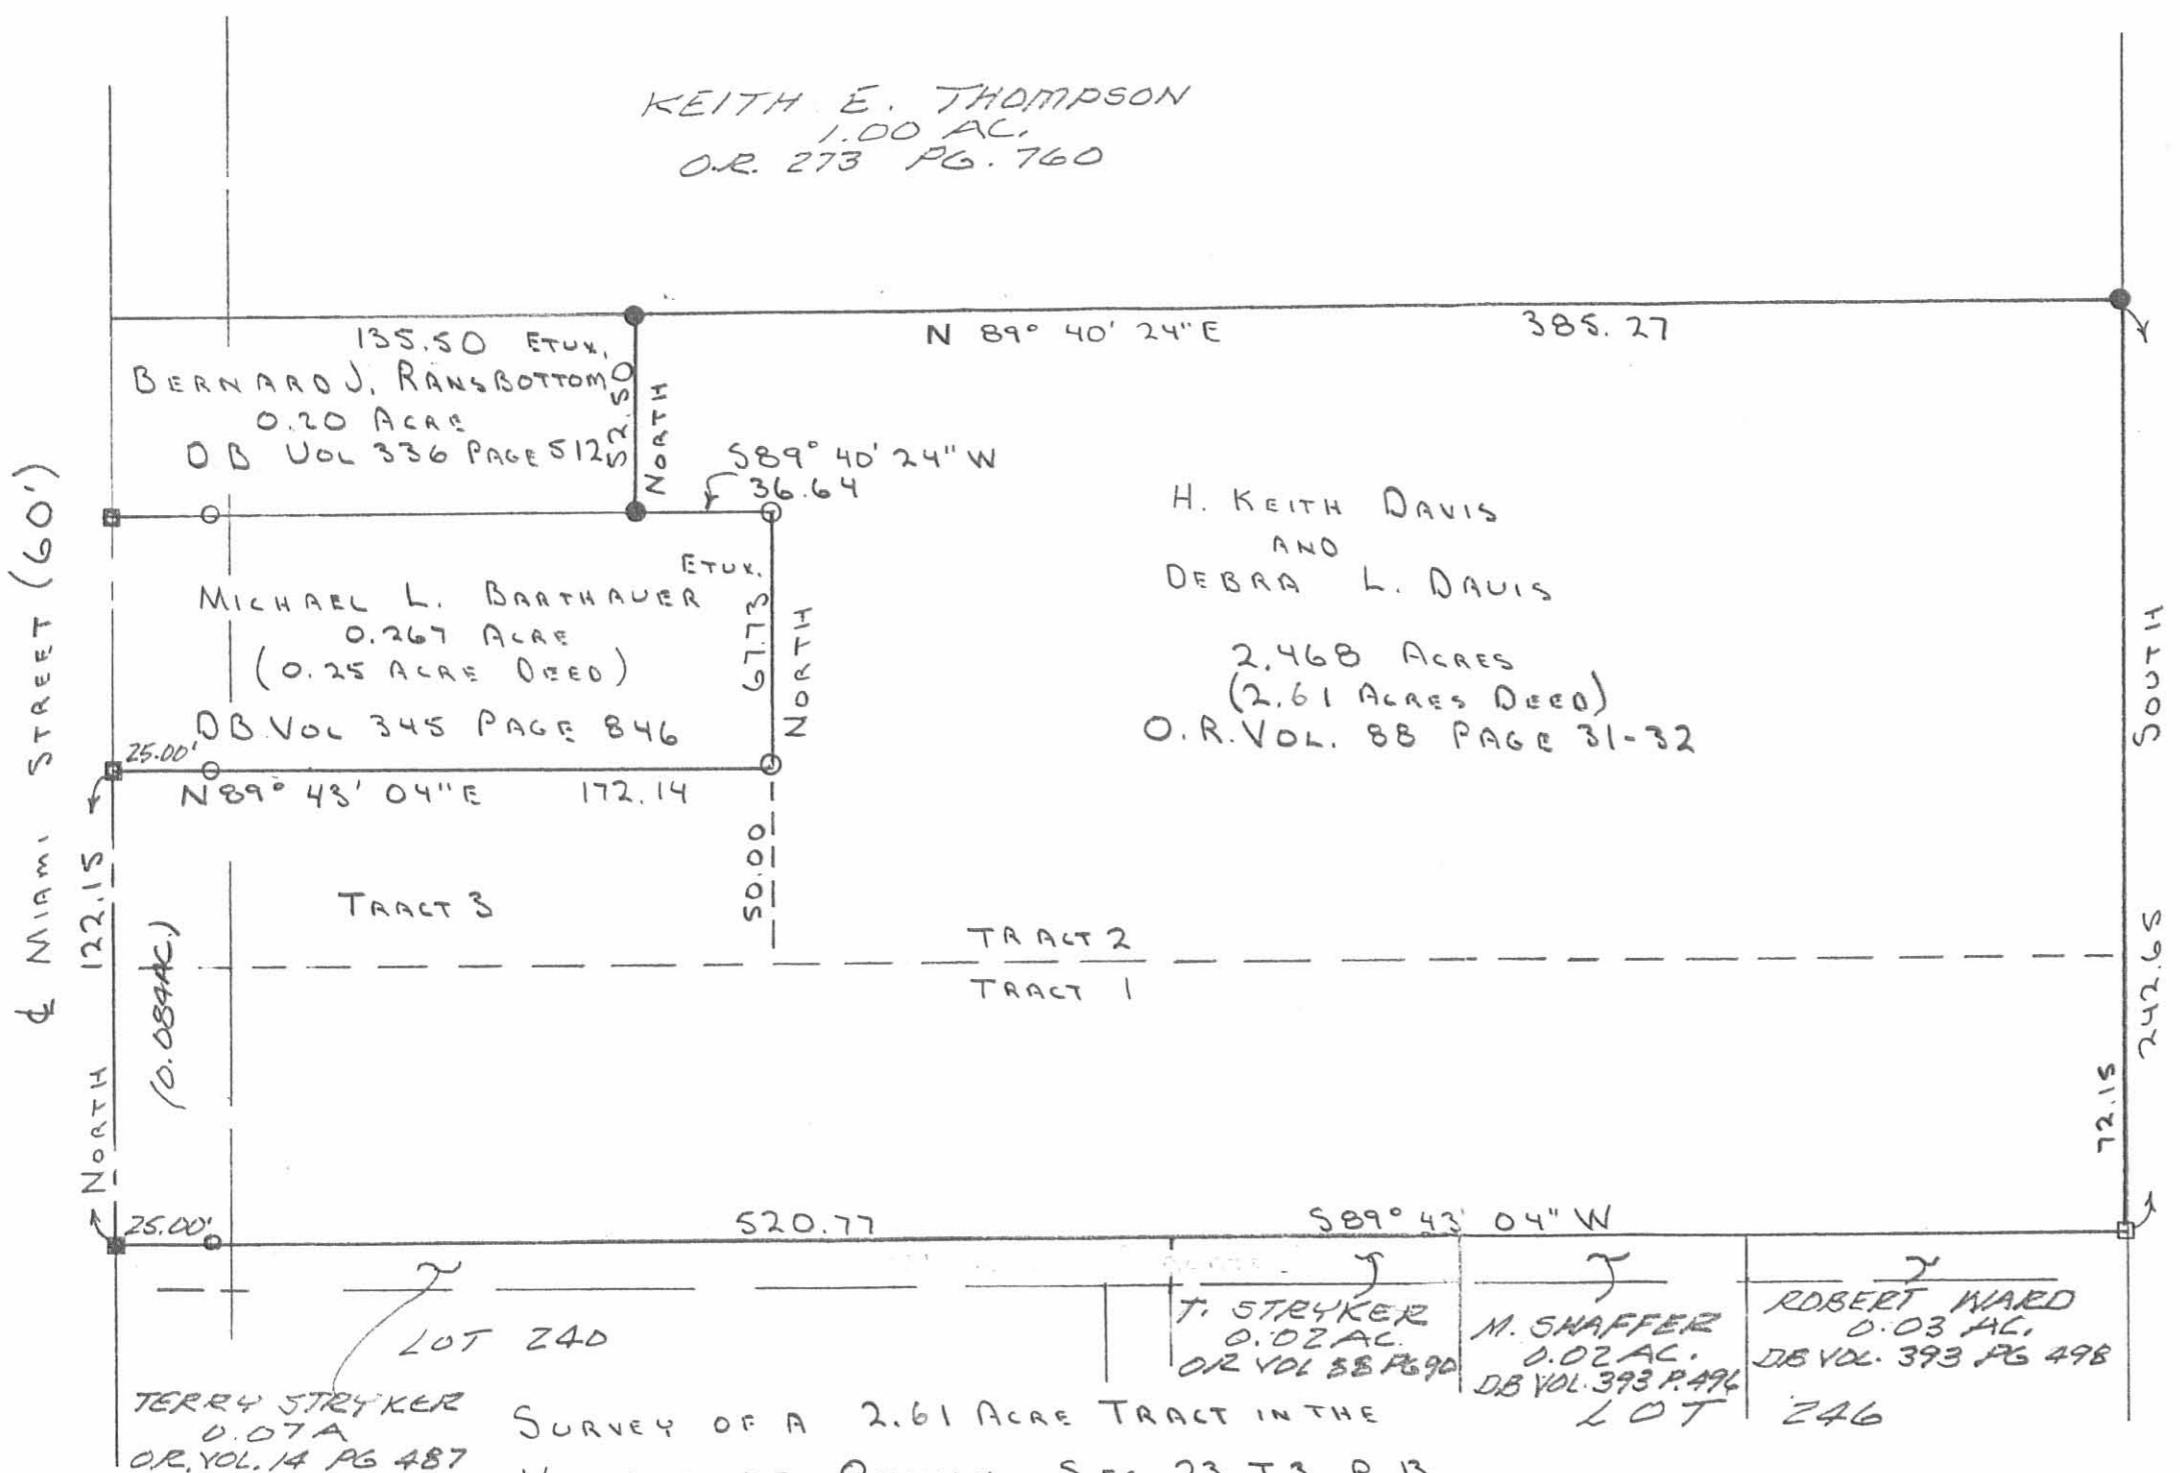 KEITH E. THOMPSON
1.00 AC.
O.R. 273 PG. 760
N 89° 40' 24" E
385.27
135.50 ETUX.
BERNARD J. RANSBOTTOM
0.20 ACRE
DB VOL 336 PAGE 512
52.50
NORTH
S89° 40' 24" W
36.64
H. KEITH DAVIS
AND
DEBRA L. DAVIS
2.468 ACRES
(2.61 ACRES DEED)
O.R. VOL. 88 PAGE 31-32
ETUX.
MICHAEL L. BARTHAUER
0.267 ACRE
(0.25 ACRE DEED)
DB VOL 345 PAGE 846
67.73
NORTH
25.00'
N 89° 43' 04" E 172.14
℄ MIAMI STREET (60')
NORTH 122.15
(0.084AC.)
50.00
TRACT 3
TRACT 2
TRACT 1
SOUTH
242.65
72.15
25.00'
520.77
S89° 43' 04" W
LOT 240
TERRY STRYKER
0.07A
O.R. VOL. 14 PG 487
T. STRYKER
0.02 AC.
OR VOL 88 PG 90
M. SHAFFER
0.02 AC.
DB VOL. 393 P. 496
ROBERT WARD
0.03 AC.
DB VOL. 393 PG 498
LOT 246
SURVEY OF A 2.61 ACRE TRACT IN THE
SEC 23 T3 R 13